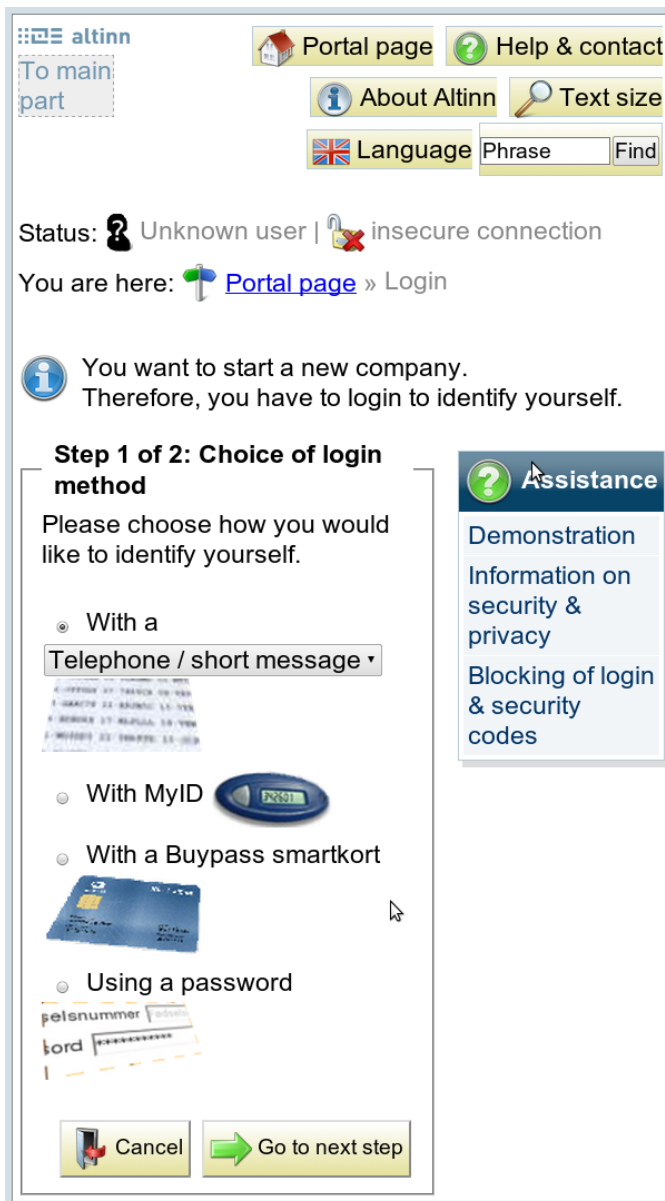 altinn
To main
part
Portal page
Help & contact
About Altinn
Text size
Language
Phrase
Find
Status: Unknown user | insecure connection
You are here: Portal page » Login
You want to start a new company.
Therefore, you have to login to identify yourself.
Step 1 of 2: Choice of login
method
Please choose how you would
like to identify yourself.
With a
Telephone / short message
With MyID
342601
With a Buypass smartkort
Using a password
selsnummer
ord ***********
Cancel
Go to next step
Assistance
Demonstration
Information on
security &
privacy
Blocking of login
& security
codes